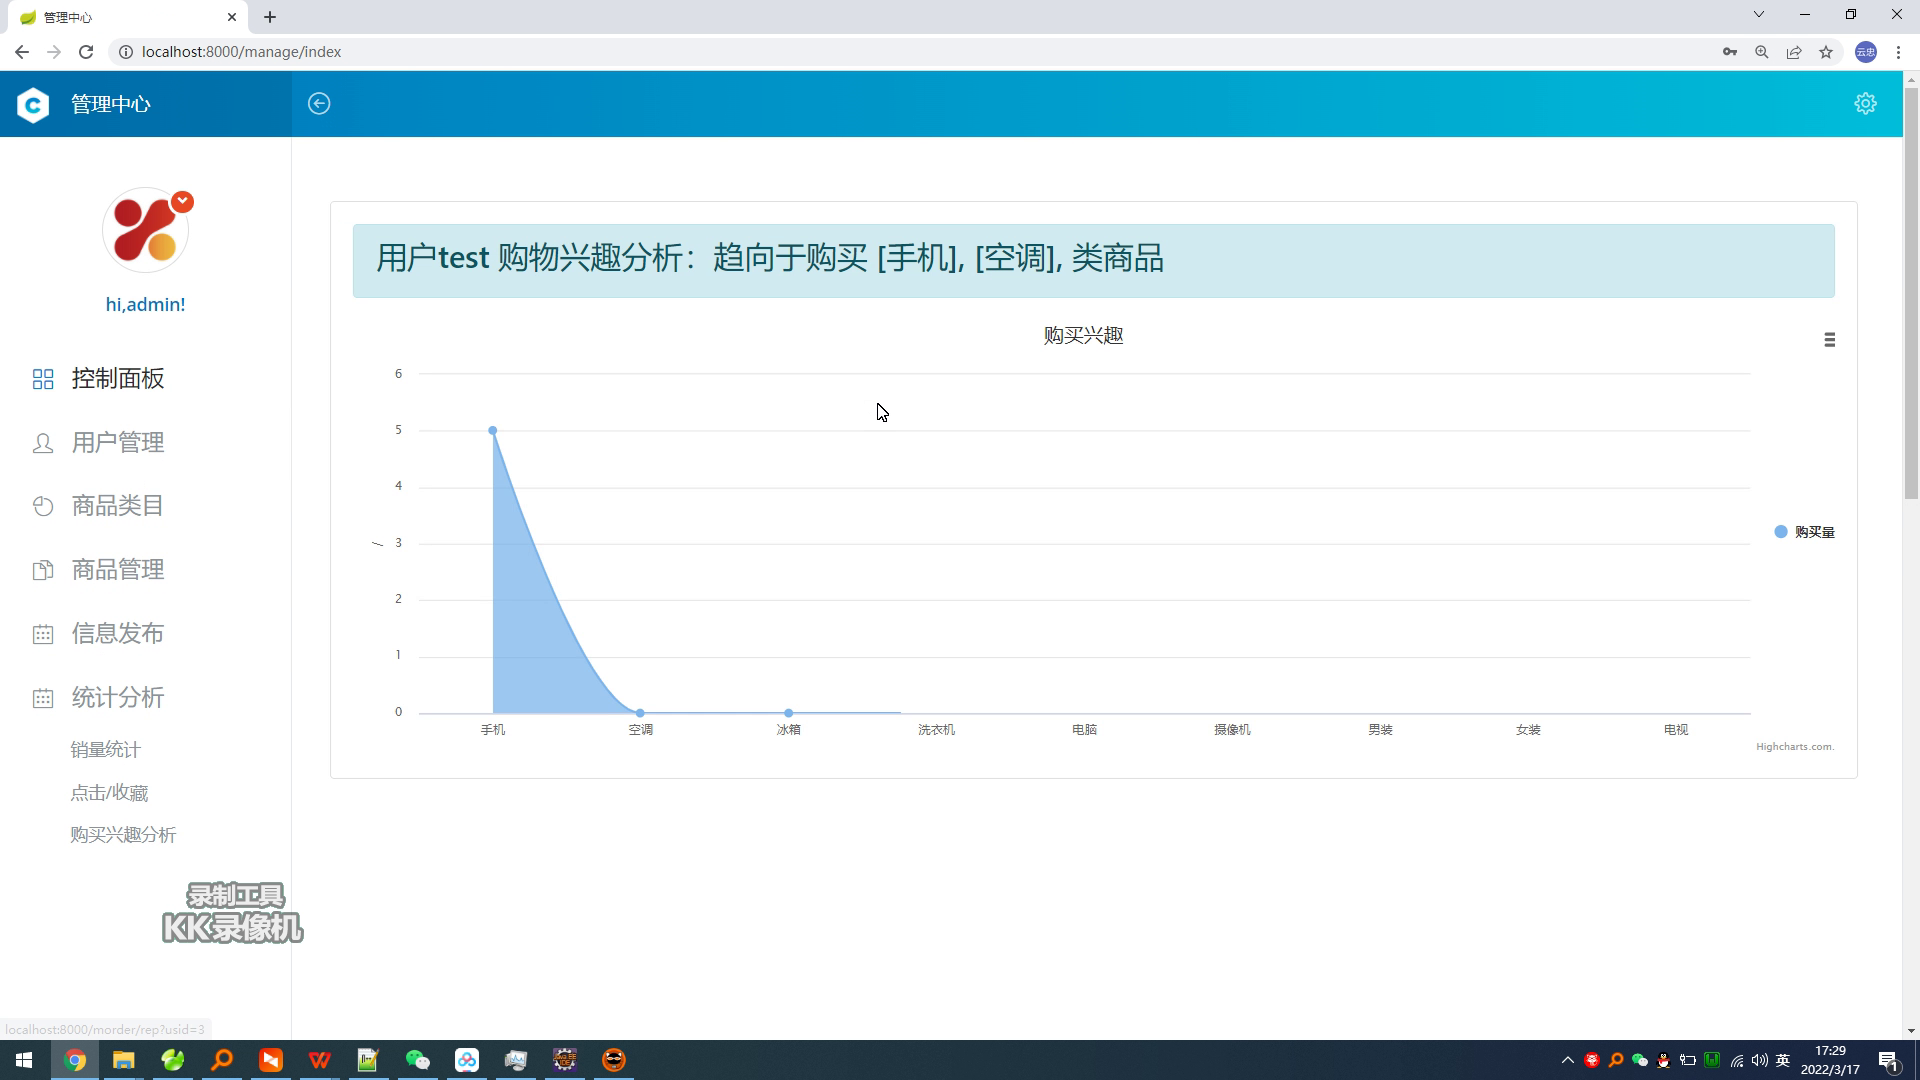 管理中心
localhost:8000/manage/index
云忠
管理中心
hi,admin!
控制面板
用户管理
商品类目
商品管理
信息发布
统计分析
销量统计
点击/收藏
购买兴趣分析
用户test 购物兴趣分析：趋向于购买 [手机], [空调], 类商品
购买兴趣
6
5
4
3
2
1
0
/
手机 空调 冰箱 洗衣机 电脑 摄像机 男装 女装 电视
购买量
Highcharts.com.
录制工具
KK录像机
localhost:8000/morder/rep?usid=3
英
17:29
2022/3/17
1